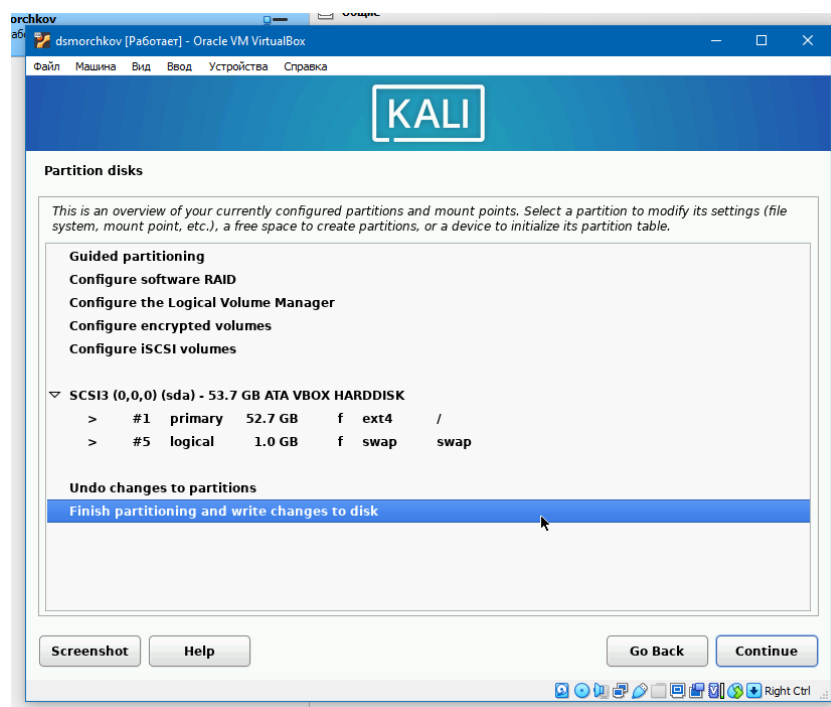 orchkov
dsmorchkov [Работает] - Oracle VM VirtualBox
Файл Машина Вид Ввод Устройства Справка
KALI
Partition disks
This is an overview of your currently configured partitions and mount points. Select a partition to modify its settings (file
system, mount point, etc.), a free space to create partitions, or a device to initialize its partition table.
Guided partitioning
Configure software RAID
Configure the Logical Volume Manager
Configure encrypted volumes
Configure iSCSI volumes
SCSI3 (0,0,0) (sda) - 53.7 GB ATA VBOX HARDDISK
> #1 primary 52.7 GB f ext4 /
> #5 logical 1.0 GB f swap swap
Undo changes to partitions
Finish partitioning and write changes to disk
Screenshot Help Go Back Continue
Right Ctrl